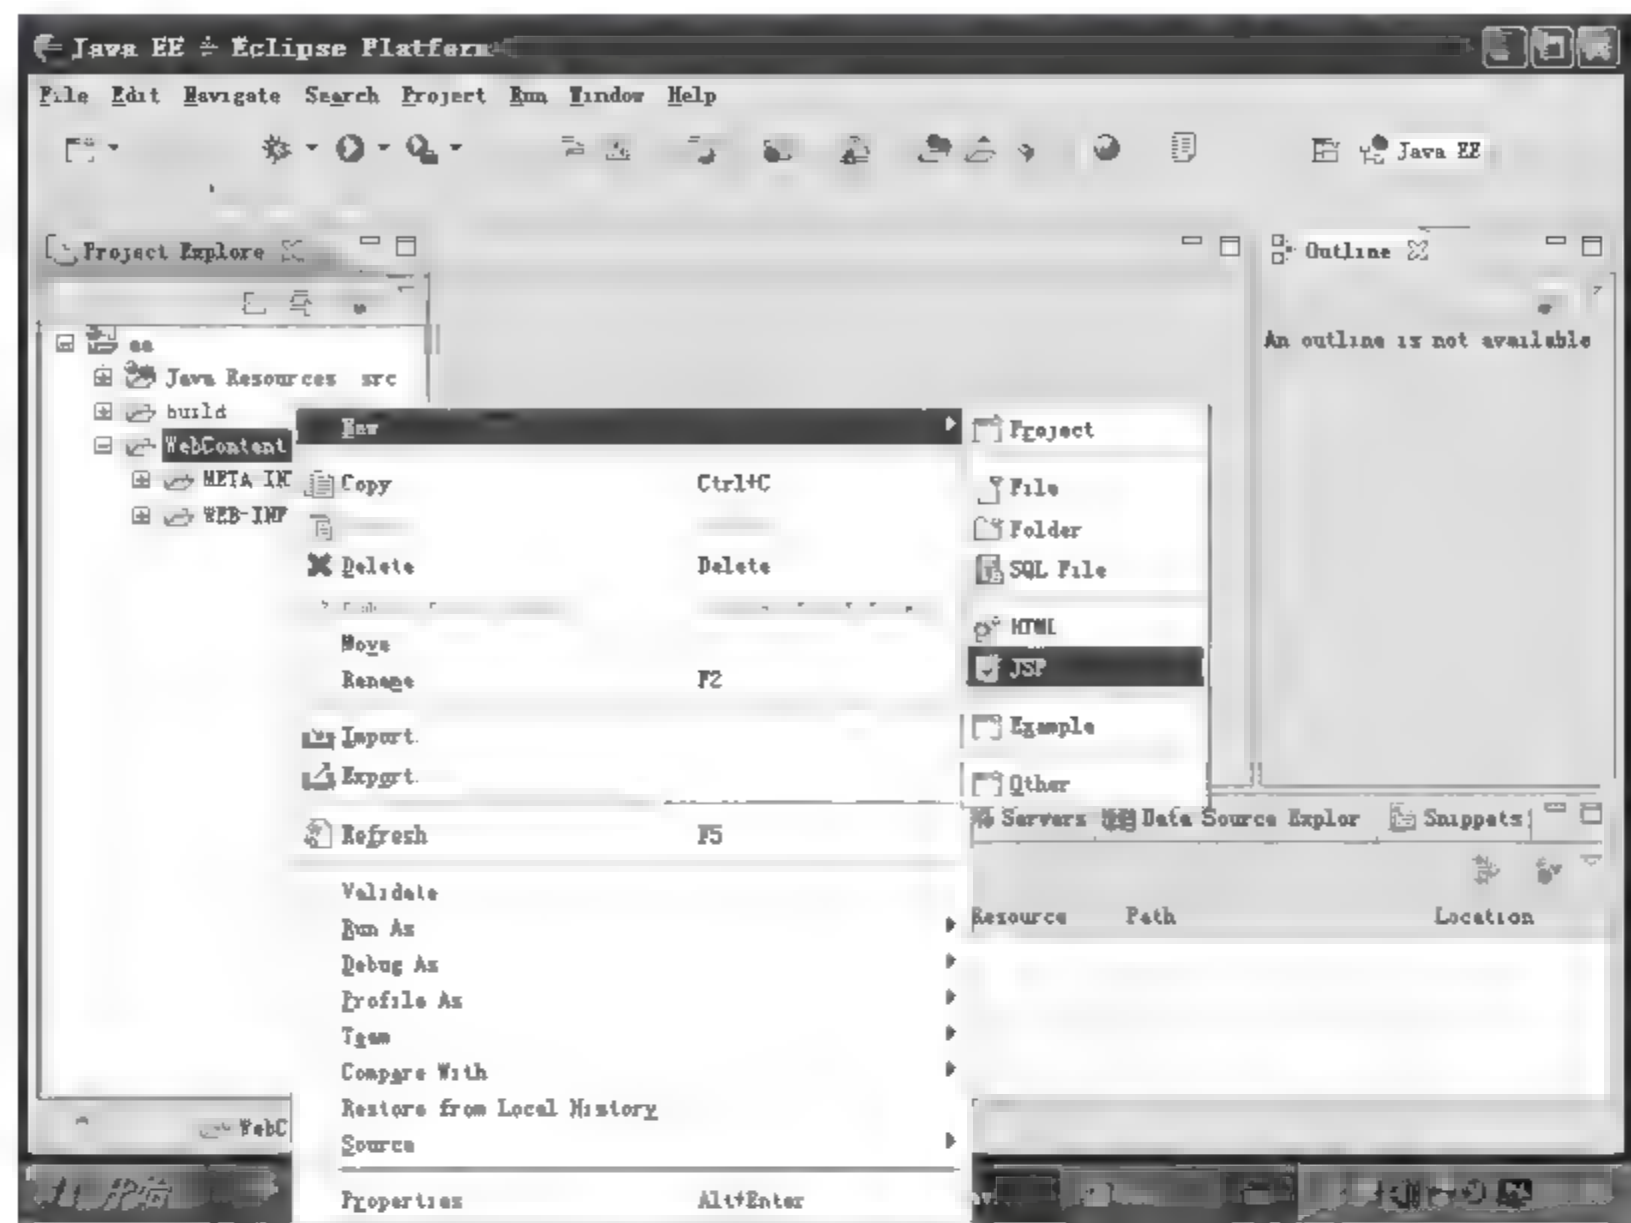 Java EE - Eclipse Platform
File Edit Navigate Search Project Run Window Help
Java EE
Project Explore
Outline
An outline is not available
aa
Java Resources src
build
WebContent
META-INF
WEB-INF
New
Copy Ctrl+C
Delete Delete
Move
Rename F2
Import
Export
Refresh F5
Validate
Run As
Debug As
Profile As
Team
Compare With
Restore from Local History
Source
Properties Alt+Enter
Project
File
Folder
SQL File
HTML
JSP
Example
Other
Servers Data Source Explor Snippets
Resource Path Location
WebC